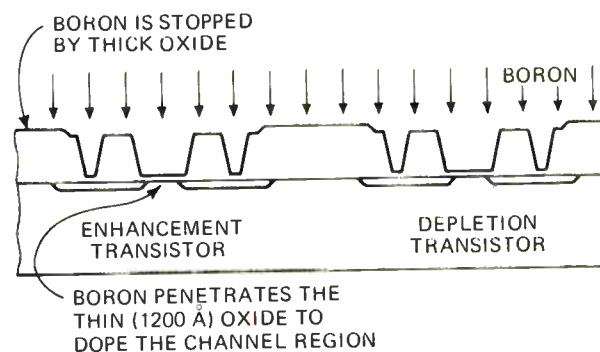 BORON IS STOPPED
BY THICK OXIDE
BORON
ENHANCEMENT
TRANSISTOR
DEPLETION
TRANSISTOR
BORON PENETRATES THE
THIN (1200 Å) OXIDE TO
DOPE THE CHANNEL REGION